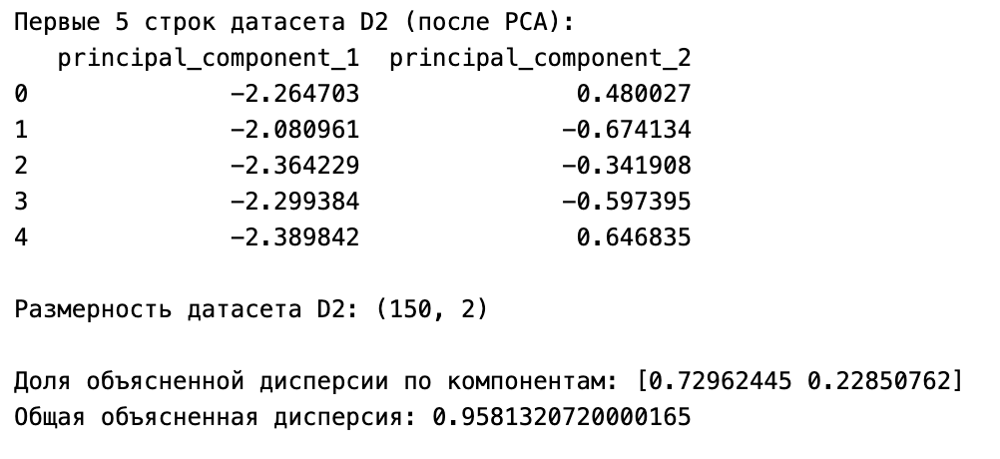 Первые 5 строк датасета D2 (после PCA):
principal_component_1 principal_component_2
0 -2.264703 0.480027
1 -2.080961 -0.674134
2 -2.364229 -0.341908
3 -2.299384 -0.597395
4 -2.389842 0.646835
Размерность датасета D2: (150, 2)
Доля объясненной дисперсии по компонентам: [0.72962445 0.22850762]
Общая объясненная дисперсия: 0.9581320720000165